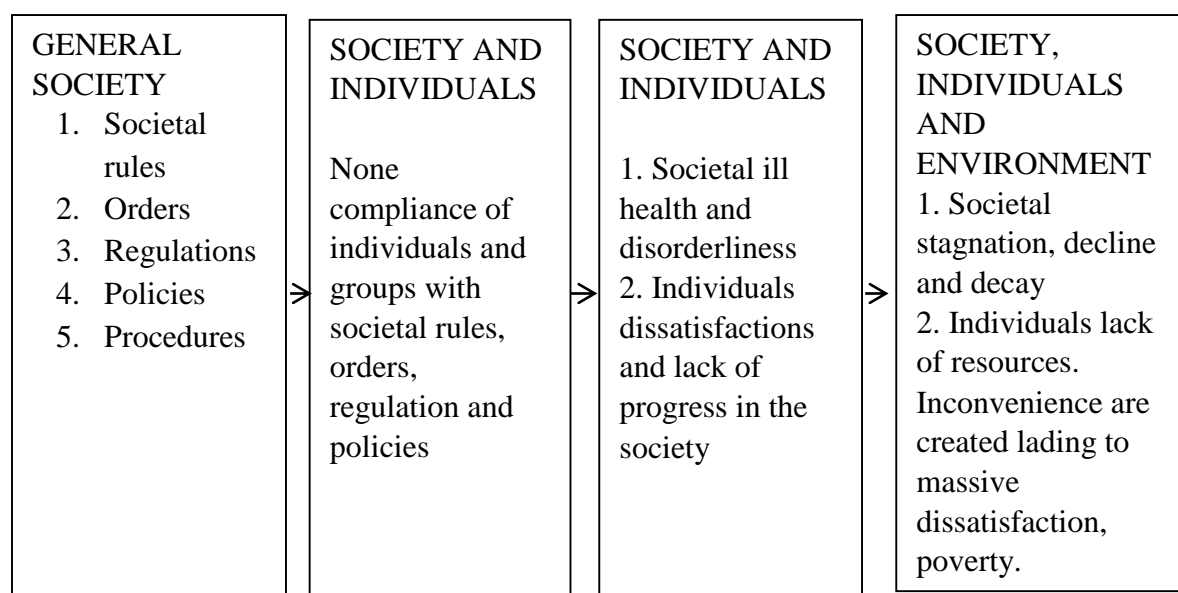 GENERAL
SOCIETY
1. Societal
rules
2. Orders
3. Regulations
4. Policies
5. Procedures
SOCIETY AND
INDIVIDUALS
None
compliance of
individuals and
groups with
societal rules,
orders,
regulation and
policies
SOCIETY AND
INDIVIDUALS
1. Societal ill
health and
disorderliness
2. Individuals
dissatisfactions
and lack of
progress in the
society
SOCIETY,
INDIVIDUALS
AND
ENVIRONMENT
1. Societal
stagnation, decline
and decay
2. Individuals lack
of resources.
Inconvenience are
created lading to
massive
dissatisfaction,
poverty.